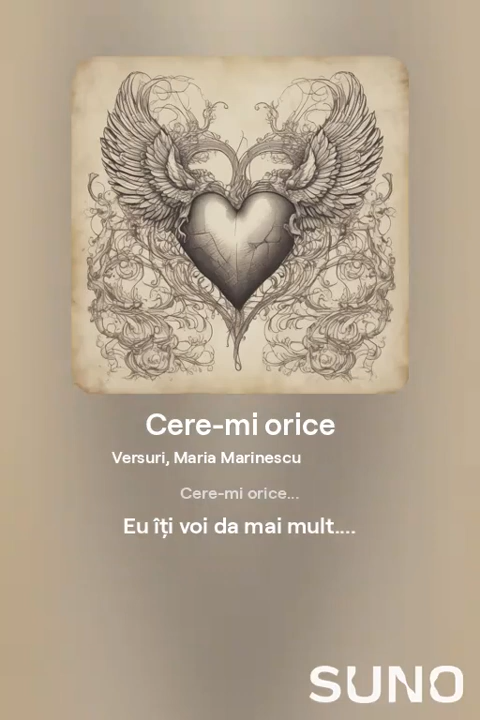 Cere-mi orice
Versuri, Maria Marinescu
Cere-mi orice...
Eu îți voi da mai mult....
SUNO